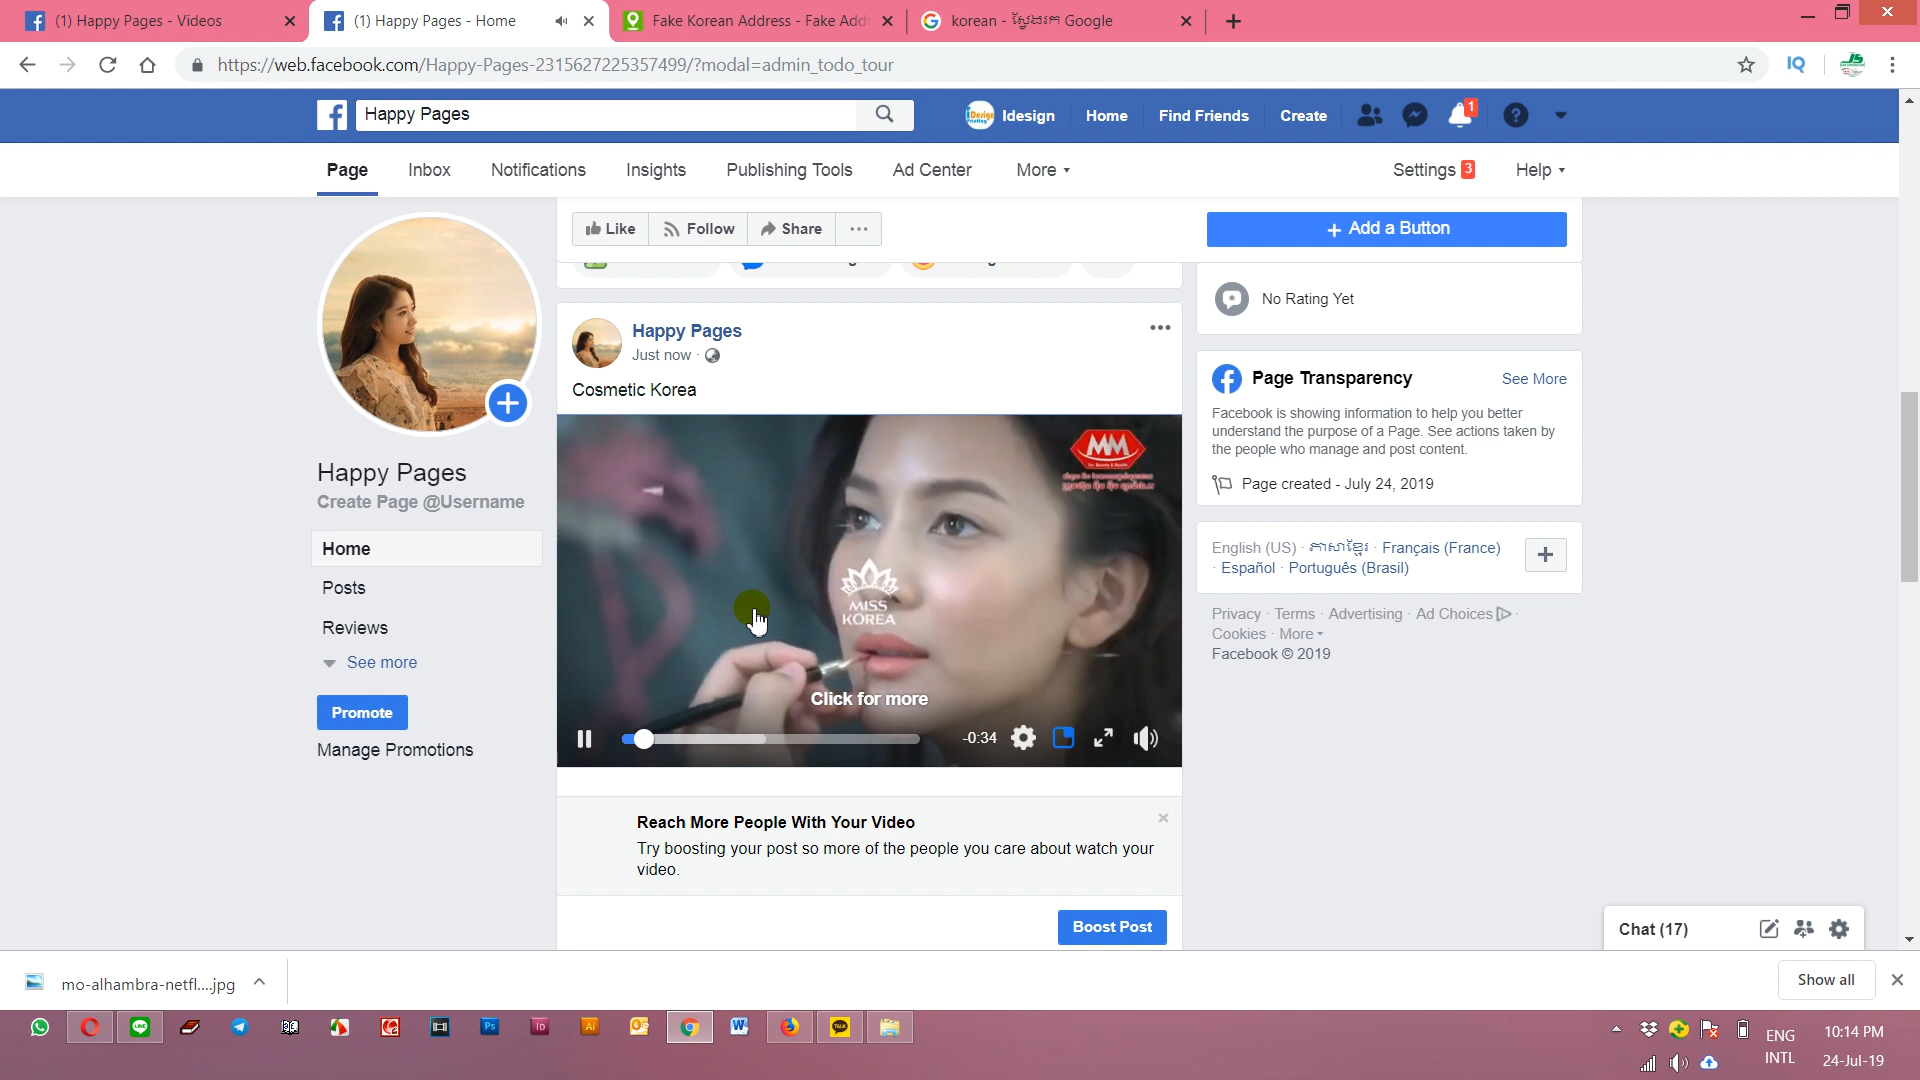 (1) Happy Pages - Videos
(1) Happy Pages - Home
Fake Korean Address - Fake Add
korean - ស្វែងរក Google
https://web.facebook.com/Happy-Pages-2315627225357499/?modal=admin_todo_tour
IQ
Happy Pages
Idesign
Home
Find Friends
Create
1
Page
Inbox
Notifications
Insights
Publishing Tools
Ad Center
More
Settings 3
Help
Like
Follow
Share
+ Add a Button
No Rating Yet
Happy Pages
Just now
Cosmetic Korea
Page Transparency
See More
Facebook is showing information to help you better
understand the purpose of a Page. See actions taken by
the people who manage and post content.
Page created - July 24, 2019
Happy Pages
Create Page @Username
Home
Posts
Reviews
See more
Promote
Manage Promotions
MM
MISS
KOREA
Click for more
-0:34
English (US) · ភាសាខ្មែរ · Français (France)
· Español · Português (Brasil)
Privacy · Terms · Advertising · Ad Choices ·
Cookies · More
Facebook © 2019
Reach More People With Your Video
Try boosting your post so more of the people you care about watch your
video.
Boost Post
Chat (17)
mo-alhambra-netfl....jpg
Show all
LINE
Ps
Id
Ai
W
TALK
ENG
INTL
10:14 PM
24-Jul-19